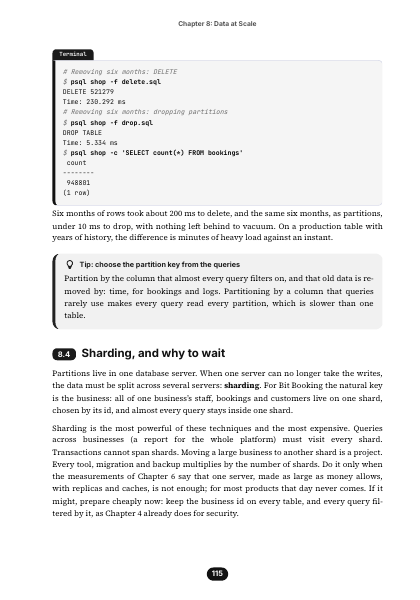 Chapter 8: Data at Scale
Terminal
# Removing six months: DELETE
$ psql shop -f delete.sql
DELETE 521279
Time: 230.292 ms
# Removing six months: dropping partitions
$ psql shop -f drop.sql
DROP TABLE
Time: 5.334 ms
$ psql shop -c 'SELECT count(*) FROM bookings'
count
--------
948801
(1 row)
Six months of rows took about 200 ms to delete, and the same six months, as partitions,
under 10 ms to drop, with nothing left behind to vacuum. On a production table with
years of history, the difference is minutes of heavy load against an instant.
Tip: choose the partition key from the queries
Partition by the column that almost every query filters on, and that old data is re-
moved by: time, for bookings and logs. Partitioning by a column that queries
rarely use makes every query read every partition, which is slower than one
table.
8.4 Sharding, and why to wait
Partitions live in one database server. When one server can no longer take the writes,
the data must be split across several servers: sharding. For Bit Booking the natural key
is the business: all of one business's staff, bookings and customers live on one shard,
chosen by its id, and almost every query stays inside one shard.
Sharding is the most powerful of these techniques and the most expensive. Queries
across businesses (a report for the whole platform) must visit every shard.
Transactions cannot span shards. Moving a large business to another shard is a project.
Every tool, migration and backup multiplies by the number of shards. Do it only when
the measurements of Chapter 6 say that one server, made as large as money allows,
with replicas and caches, is not enough; for most products that day never comes. If it
might, prepare cheaply now: keep the business id on every table, and every query fil-
tered by it, as Chapter 4 already does for security.
115